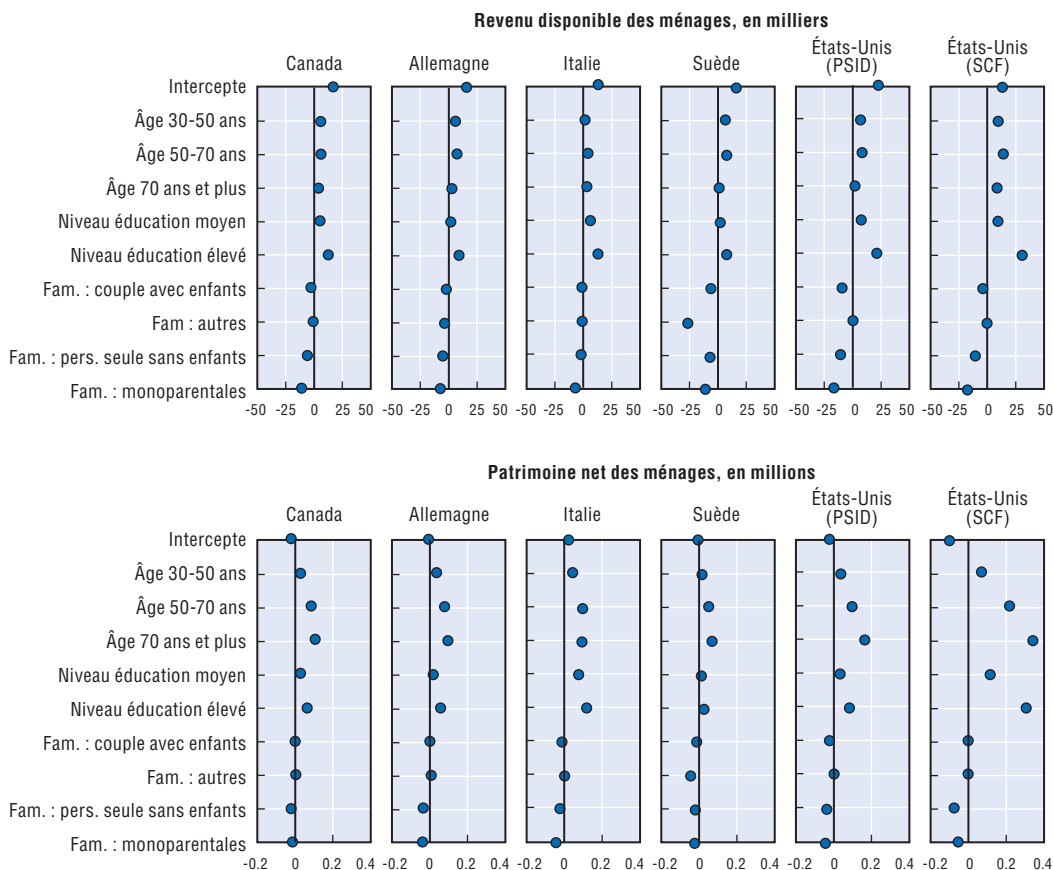 Revenu disponible des ménages, en milliers
Canada
Allemagne
Italie
Suède
États-Unis
(PSID)
États-Unis
(SCF)
Intercepte
Âge 30-50 ans
Âge 50-70 ans
Âge 70 ans et plus
Niveau éducation moyen
Niveau éducation élevé
Fam. : couple avec enfants
Fam : autres
Fam. : pers. seule sans enfants
Fam. : monoparentales
-50 -25 0 25 50
-50 -25 0 25 50
-50 -25 0 25 50
-50 -25 0 25 50
-50 -25 0 25 50
-50 -25 0 25 50
Patrimoine net des ménages, en millions
Canada
Allemagne
Italie
Suède
États-Unis
(PSID)
États-Unis
(SCF)
Intercepte
Âge 30-50 ans
Âge 50-70 ans
Âge 70 ans et plus
Niveau éducation moyen
Niveau éducation élevé
Fam. : couple avec enfants
Fam. : autres
Fam. : pers. seule sans enfants
Fam. : monoparentales
-0.2 0 0.2 0.4
-0.2 0 0.2 0.4
-0.2 0 0.2 0.4
-0.2 0 0.2 0.4
-0.2 0 0.2 0.4
-0.2 0 0.2 0.4